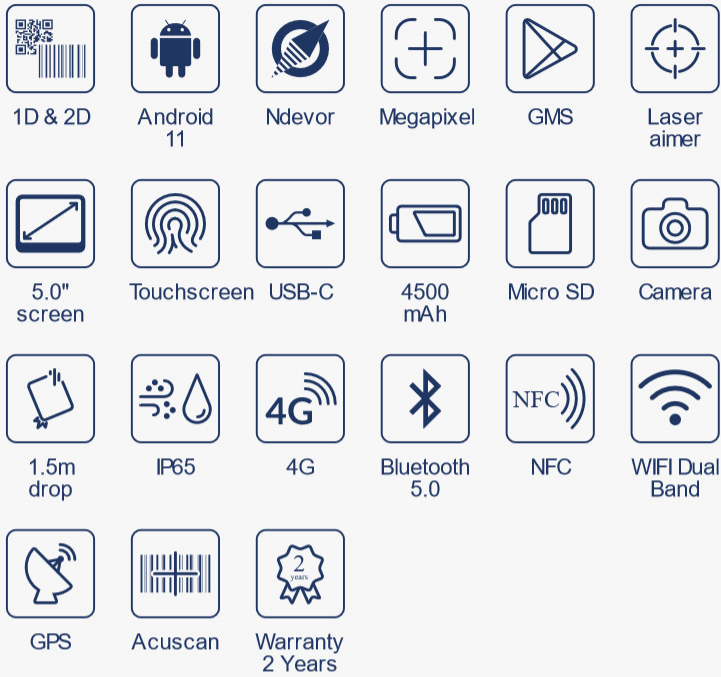 1D & 2D
Android
11
Ndevor
Megapixel
GMS
Laser
aimer
5.0"
screen
Touchscreen
USB-C
4500
mAh
Micro SD
Camera
4G
NFC
1.5m
drop
IP65
4G
Bluetooth
5.0
NFC
WIFI Dual
Band
2
years
GPS
Acuscan
Warranty
2 Years